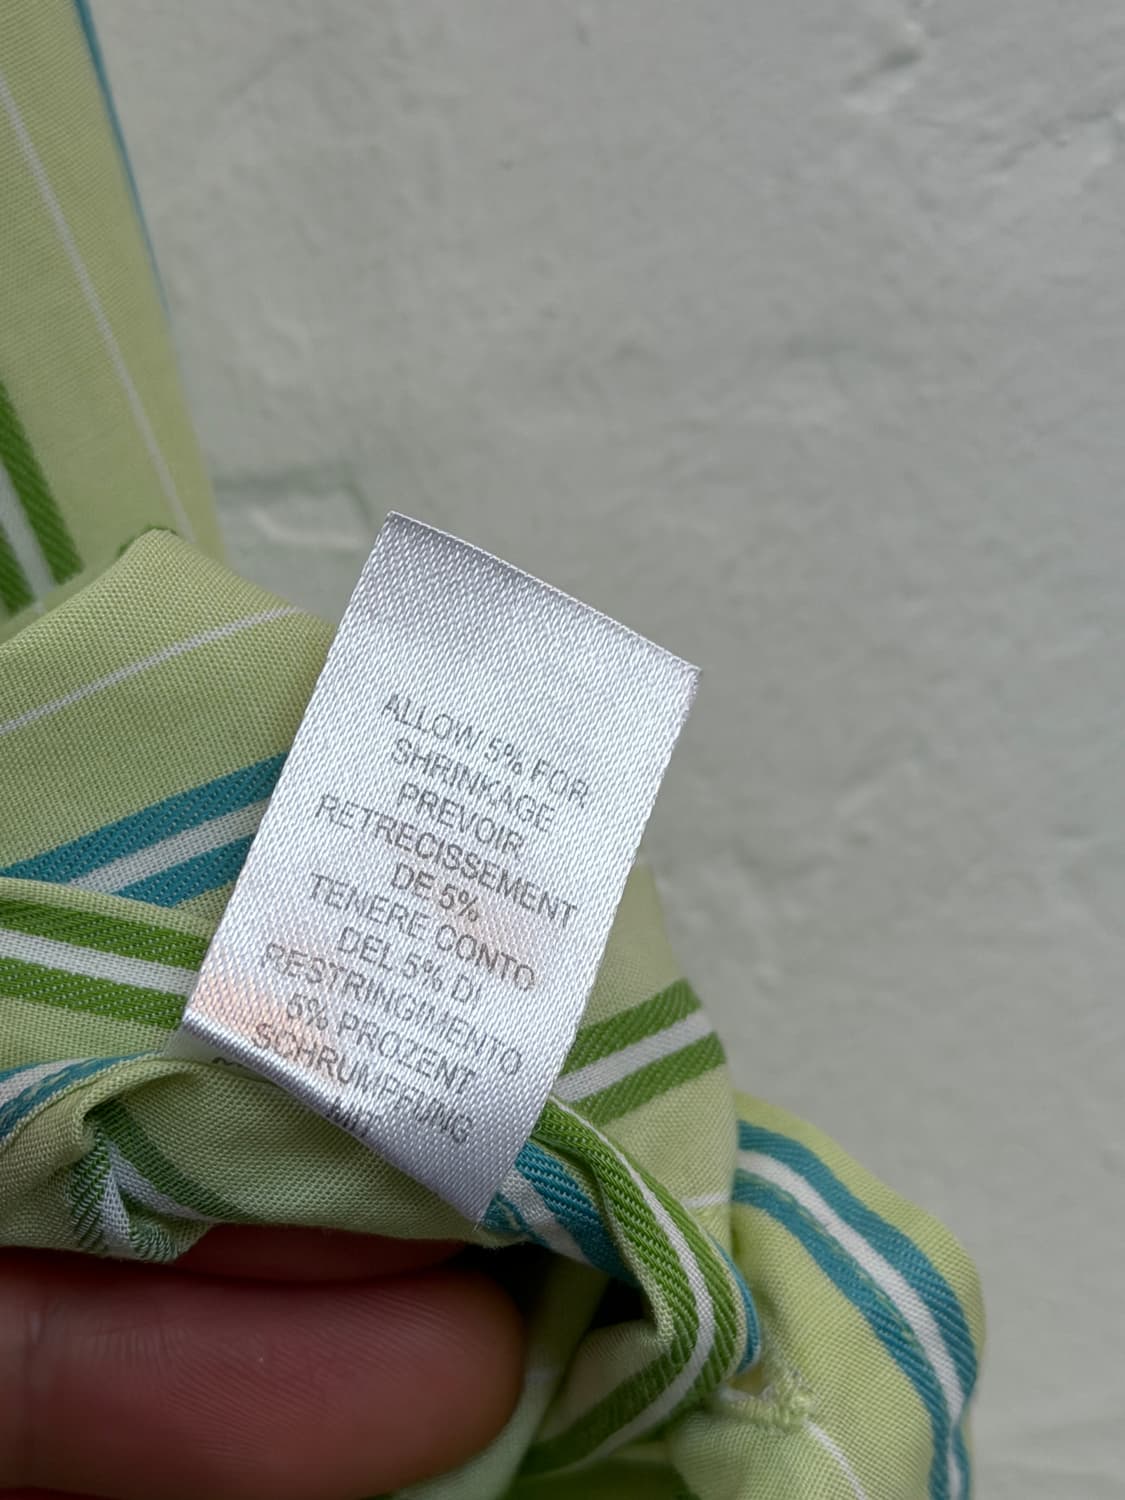 ALLOW 5% FOR
SHRINKAGE
PREVOIR
RETRECISSEMENT
DE 5%
TENERE CONTO
DEL 5% DI
RESTRINGIMENTO
5% PROZENT
SCHRUMPFUNG